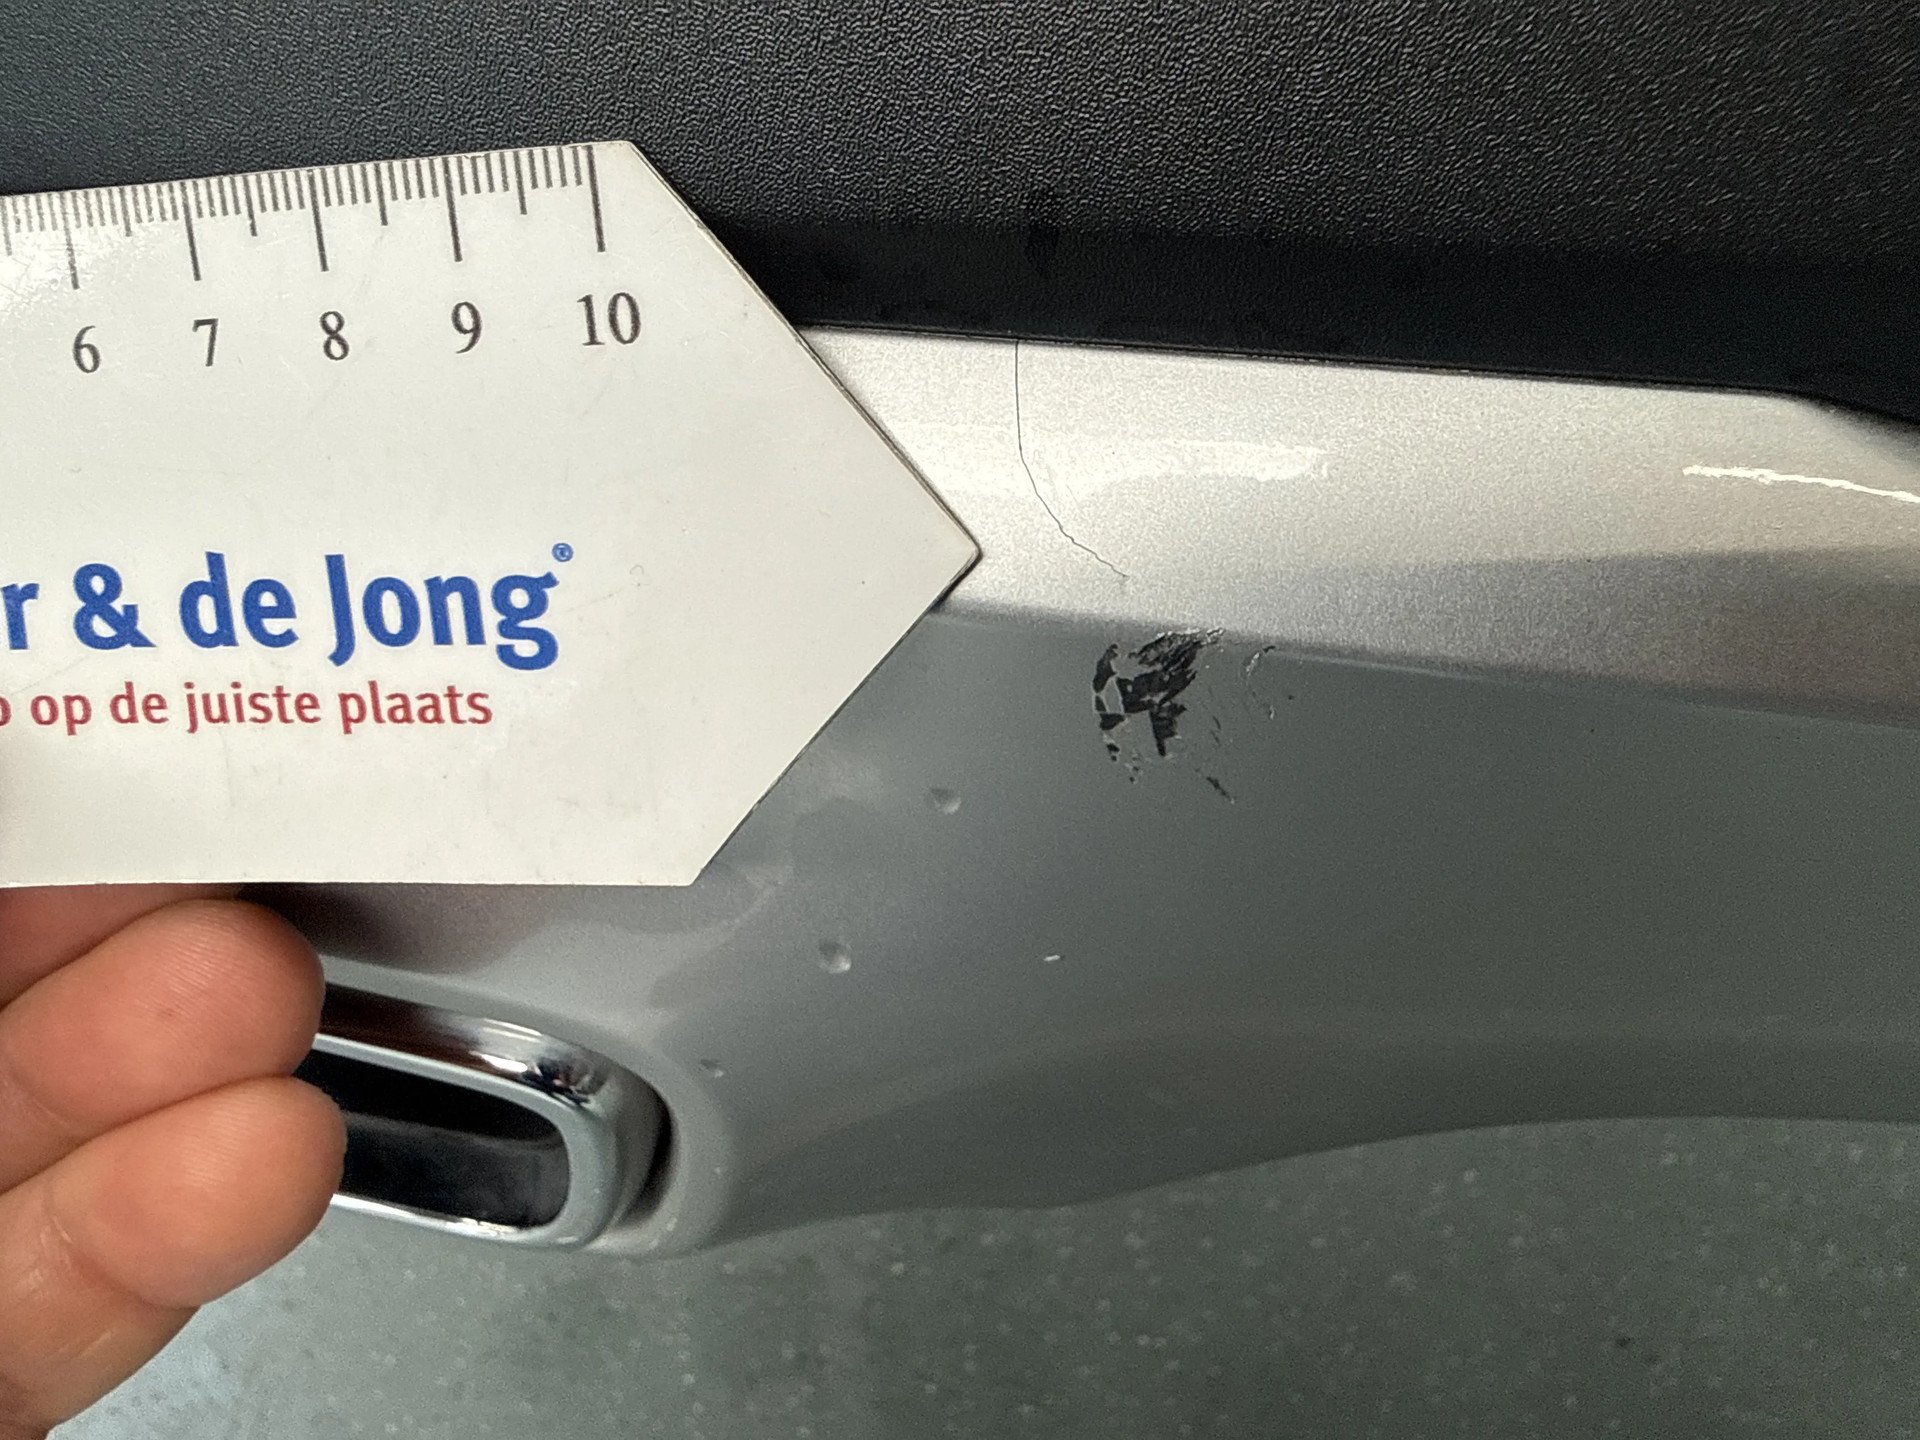 6 7 8 9 10
r & de Jong®
op de juiste plaats